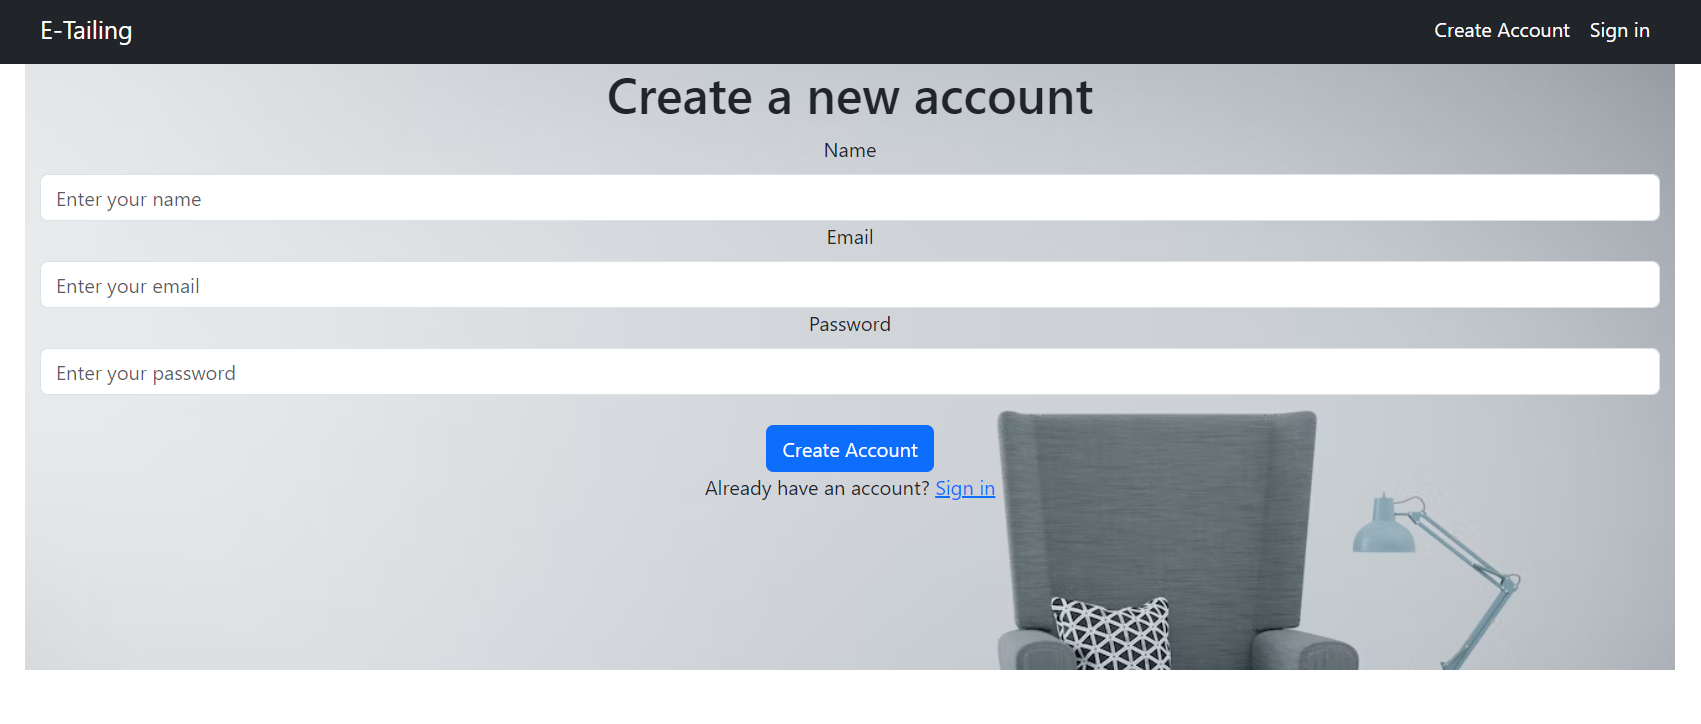 E-Tailing
Create Account Sign in
Create a new account
Name
Enter your name
Email
Enter your email
Password
Enter your password
Create Account
Already have an account? Sign in